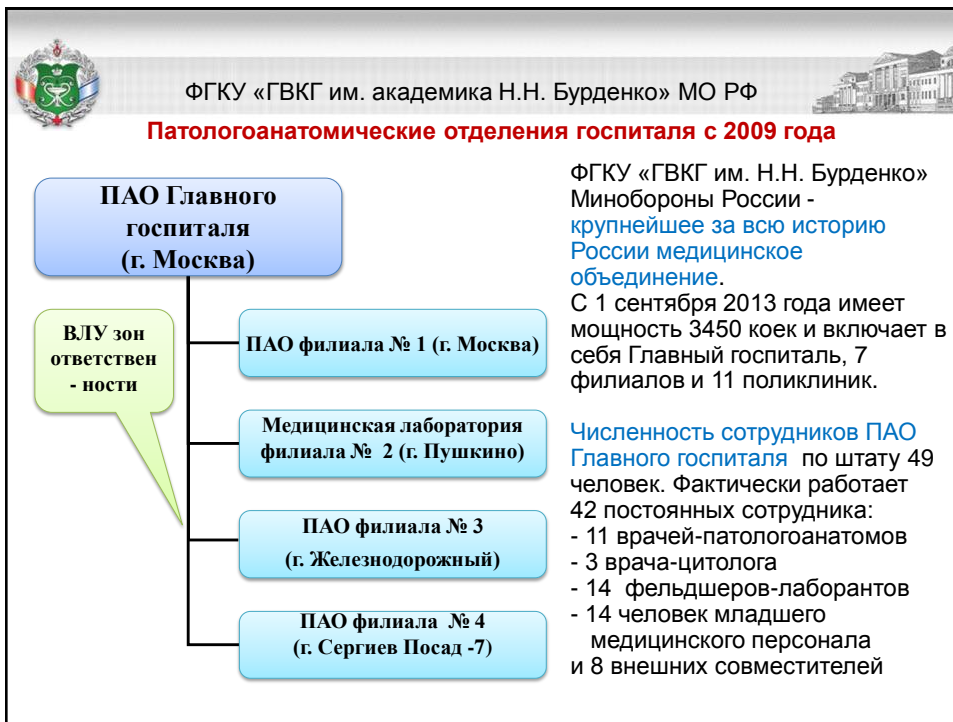 ФГКУ «ГВКГ им. академика Н.Н. Бурденко» МО РФ
Патологоанатомические отделения госпиталя с 2009 года
ПАО Главного
госпиталя
(г. Москва)
ВЛУ зон
ответствен
- ности
ПАО филиала № 1 (г. Москва)
Медицинская лаборатория
филиала № 2 (г. Пушкино)
ПАО филиала № 3
(г. Железнодорожный)
ПАО филиала № 4
(г. Сергиев Посад -7)
ФГКУ «ГВКГ им. Н.Н. Бурденко»
Минобороны России -
крупнейшее за всю историю
России медицинское
объединение.
С 1 сентября 2013 года имеет
мощность 3450 коек и включает в
себя Главный госпиталь, 7
филиалов и 11 поликлиник.
Численность сотрудников ПАО
Главного госпиталя по штату 49
человек. Фактически работает
42 постоянных сотрудника:
- 11 врачей-патологоанатомов
- 3 врача-цитолога
- 14 фельдшеров-лаборантов
- 14 человек младшего
медицинского персонала
и 8 внешних совместителей